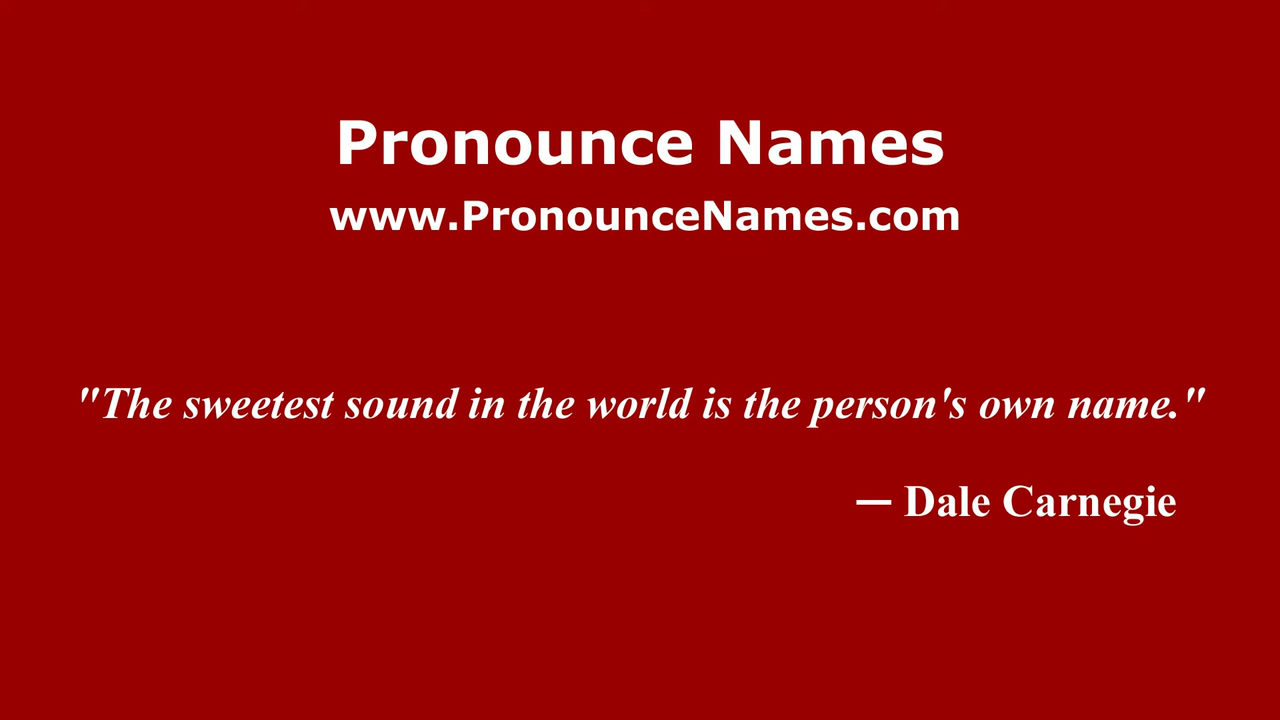 Pronounce Names
www.PronounceNames.com
"The sweetest sound in the world is the person's own name."
— Dale Carnegie